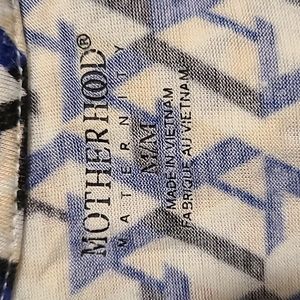 MOTHERHOOD®
MATERNITY
M/M
MADE IN VIETNAM
FABRIQUE AU VIETNAM